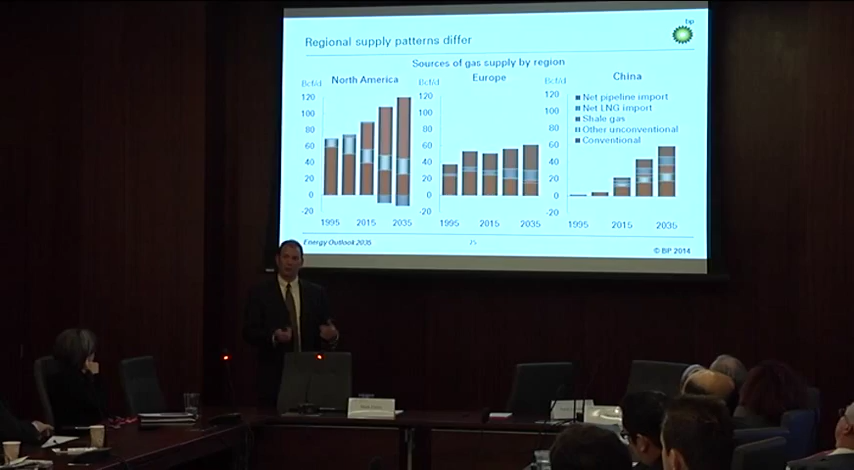 bp
Regional supply patterns differ
Sources of gas supply by region
Bcf/d North America
Bcf/d Europe
Bcf/d China
120
100
80
60
40
20
0
-20
120
100
80
60
40
20
0
-20
120
100
80
60
40
20
0
-20
Net pipeline import
Net LNG import
Shale gas
Other unconventional
Conventional
1995 2015 2035
1995 2015 2035
1995 2015 2035
Energy Outlook 2035
© BP 2014